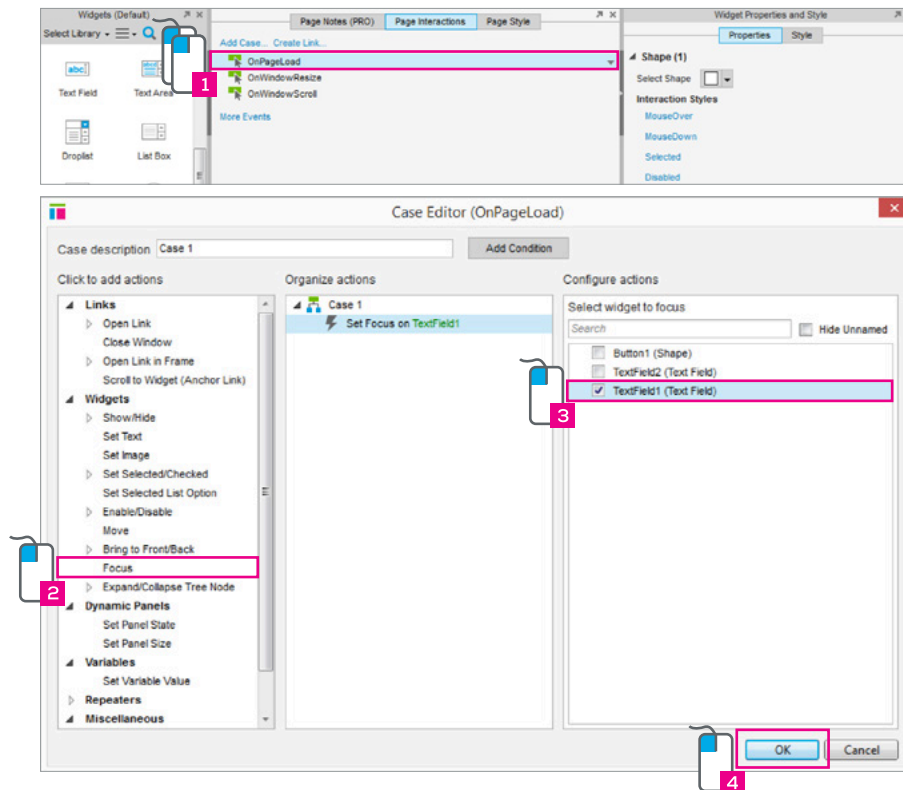 Widgets (Default)
Select Library
abc
Text Field
Text Area
Droplist
List Box
Page Notes (PRO)
Page Interactions
Page Style
Add Case... Create Link...
OnPageLoad
OnWindowResize
OnWindowScroll
More Events
Widget Properties and Style
Properties
Style
Shape (1)
Select Shape
Interaction Styles
MouseOver
MouseDown
Selected
Disabled
1
Case Editor (OnPageLoad)
Case description Case 1
Add Condition
Click to add actions
Links
Open Link
Close Window
Open Link in Frame
Scroll to Widget (Anchor Link)
Widgets
Show/Hide
Set Text
Set Image
Set Selected/Checked
Set Selected List Option
Enable/Disable
Move
Bring to Front/Back
Focus
Expand/Collapse Tree Node
Dynamic Panels
Set Panel State
Set Panel Size
Variables
Set Variable Value
Repeaters
Miscellaneous
2
Organize actions
Case 1
Set Focus on TextField1
Configure actions
Select widget to focus
Search
Hide Unnamed
Button1 (Shape)
TextField2 (Text Field)
TextField1 (Text Field)
3
OK
Cancel
4